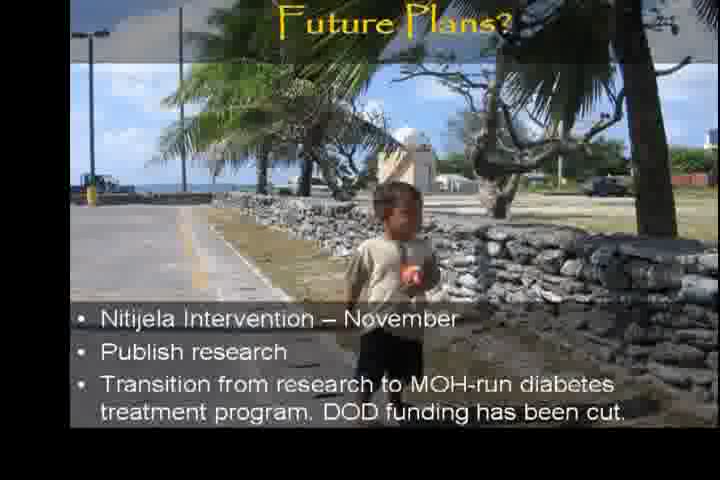 Future Plans?
• Nitijela Intervention – November
• Publish research
• Transition from research to MOH-run diabetes
treatment program. DOD funding has been cut.